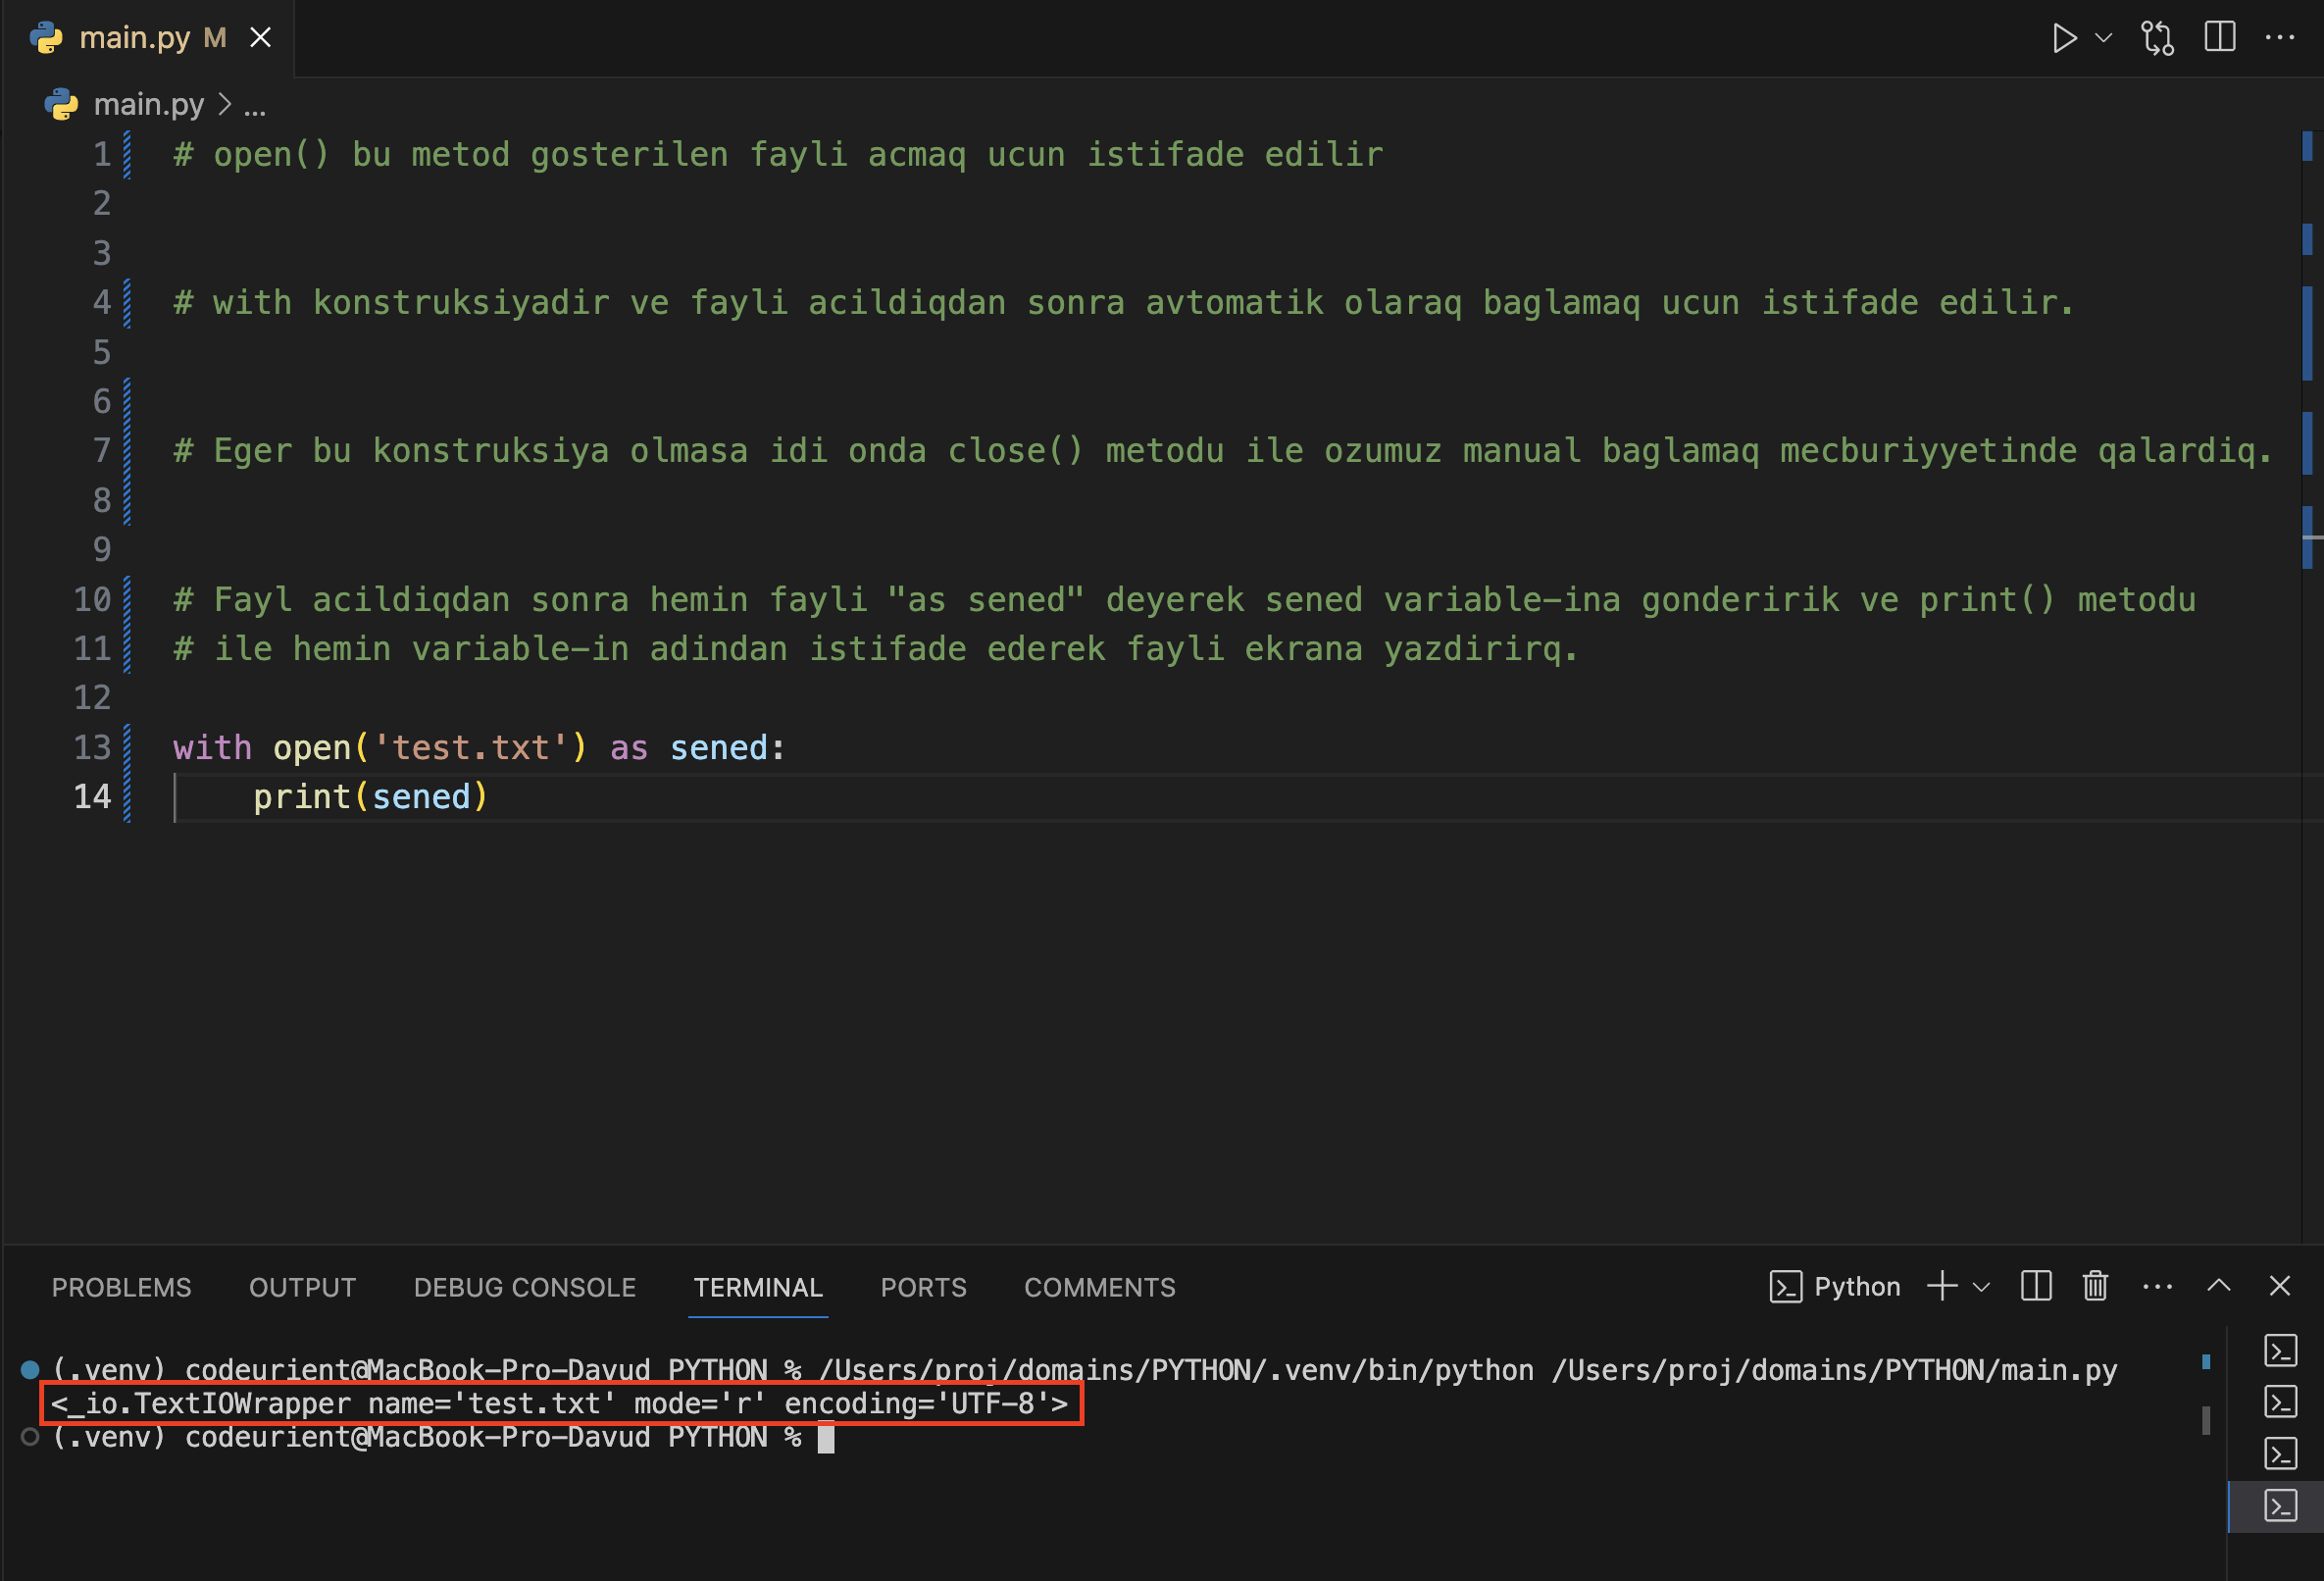 main.py M
main.py > ...
1 # open() bu metod gosterilen fayli acmaq ucun istifade edilir
2
3
4 # with konstruksiyadir ve fayli acildiqdan sonra avtomatik olaraq baglamaq ucun istifade edilir.
5
6
7 # Eger bu konstruksiya olmasa idi onda close() metodu ile ozumuz manual baglamaq mecburiyyetinde qalardiq.
8
9
10 # Fayl acildiqdan sonra hemin fayli "as sened" deyerek sened variable-ina gonderirik ve print() metodu
11 # ile hemin variable-in adindan istifade ederek fayli ekrana yazdirirq.
12
13 with open('test.txt') as sened:
14     print(sened)
PROBLEMS OUTPUT DEBUG CONSOLE TERMINAL PORTS COMMENTS Python
(.venv) codeurient@MacBook-Pro-Davud PYTHON % /Users/proj/domains/PYTHON/.venv/bin/python /Users/proj/domains/PYTHON/main.py
<_io.TextIOWrapper name='test.txt' mode='r' encoding='UTF-8'>
(.venv) codeurient@MacBook-Pro-Davud PYTHON %